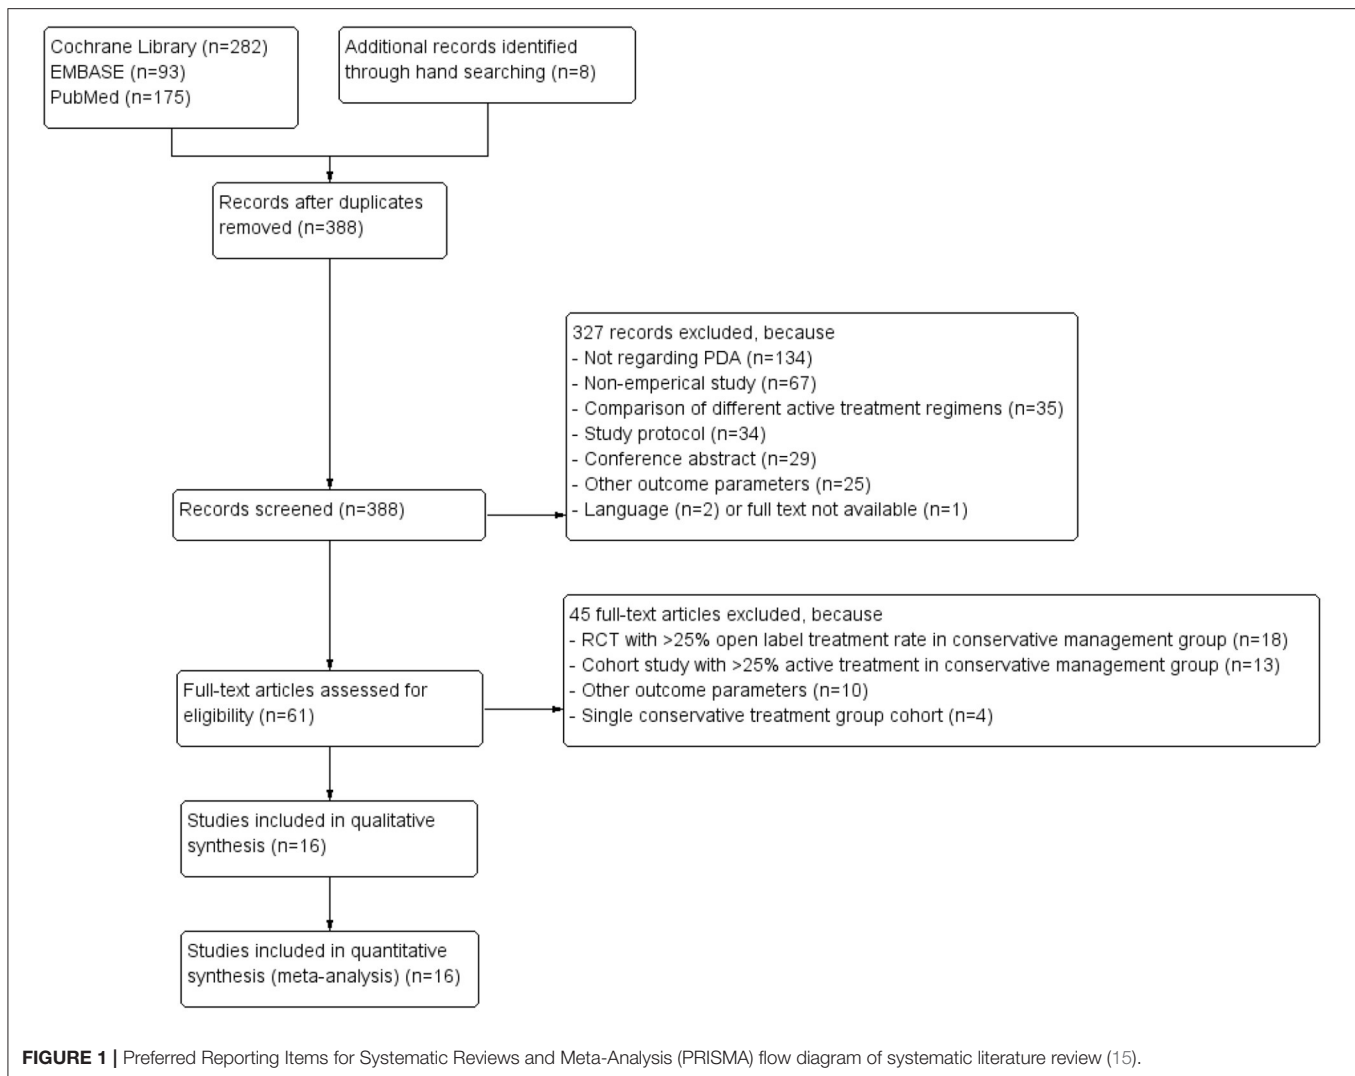 Cochrane Library (n=282)
EMBASE (n=93)
PubMed (n=175)
Additional records identified
through hand searching (n=8)
Records after duplicates
removed (n=388)
327 records excluded, because
- Not regarding PDA (n=134)
- Non-emperical study (n=67)
- Comparison of different active treatment regimens (n=35)
- Study protocol (n=34)
- Conference abstract (n=29)
- Other outcome parameters (n=25)
- Language (n=2) or full text not available (n=1)
Records screened (n=388)
45 full-text articles excluded, because
- RCT with >25% open label treatment rate in conservative management group (n=18)
- Cohort study with >25% active treatment in conservative management group (n=13)
- Other outcome parameters (n=10)
- Single conservative treatment group cohort (n=4)
Full-text articles assessed for
eligibility (n=61)
Studies included in qualitative
synthesis (n=16)
Studies included in quantitative
synthesis (meta-analysis) (n=16)
FIGURE 1 | Preferred Reporting Items for Systematic Reviews and Meta-Analysis (PRISMA) flow diagram of systematic literature review (15).